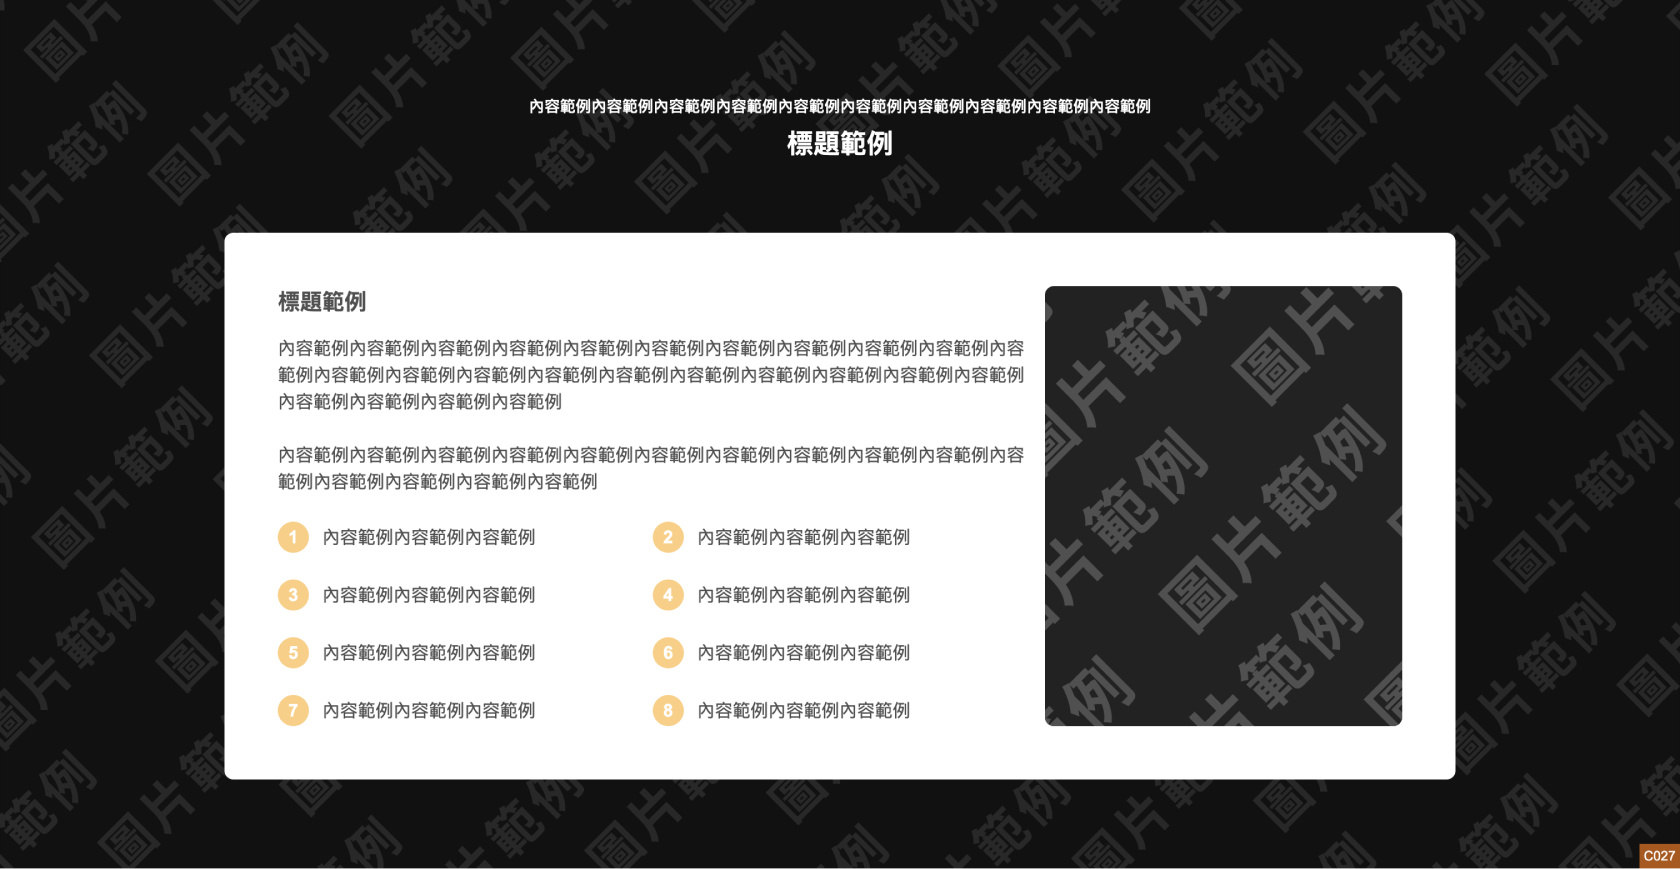 內容範例內容範例內容範例內容範例內容範例內容範例內容範例內容範例內容範例內容範例
標題範例
標題範例
內容範例內容範例內容範例內容範例內容範例內容範例內容範例內容範例內容範例內容範例內容
範例內容範例內容範例內容範例內容範例內容範例內容範例內容範例內容範例內容範例內容範例
內容範例內容範例內容範例內容範例
內容範例內容範例內容範例內容範例內容範例內容範例內容範例內容範例內容範例內容範例內容
範例內容範例內容範例內容範例內容範例
1 內容範例內容範例內容範例
2 內容範例內容範例內容範例
3 內容範例內容範例內容範例
4 內容範例內容範例內容範例
5 內容範例內容範例內容範例
6 內容範例內容範例內容範例
7 內容範例內容範例內容範例
8 內容範例內容範例內容範例
圖片範例
C027